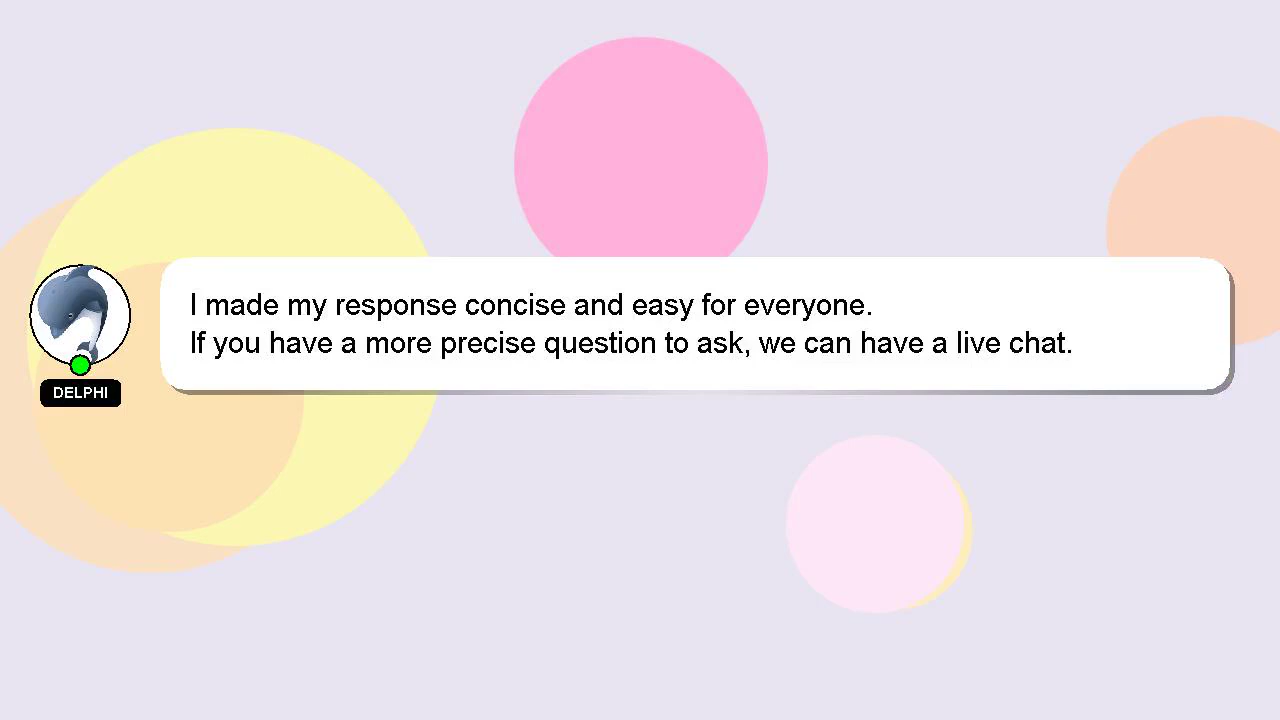 I made my response concise and easy for everyone.
If you have a more precise question to ask, we can have a live chat.
DELPHI